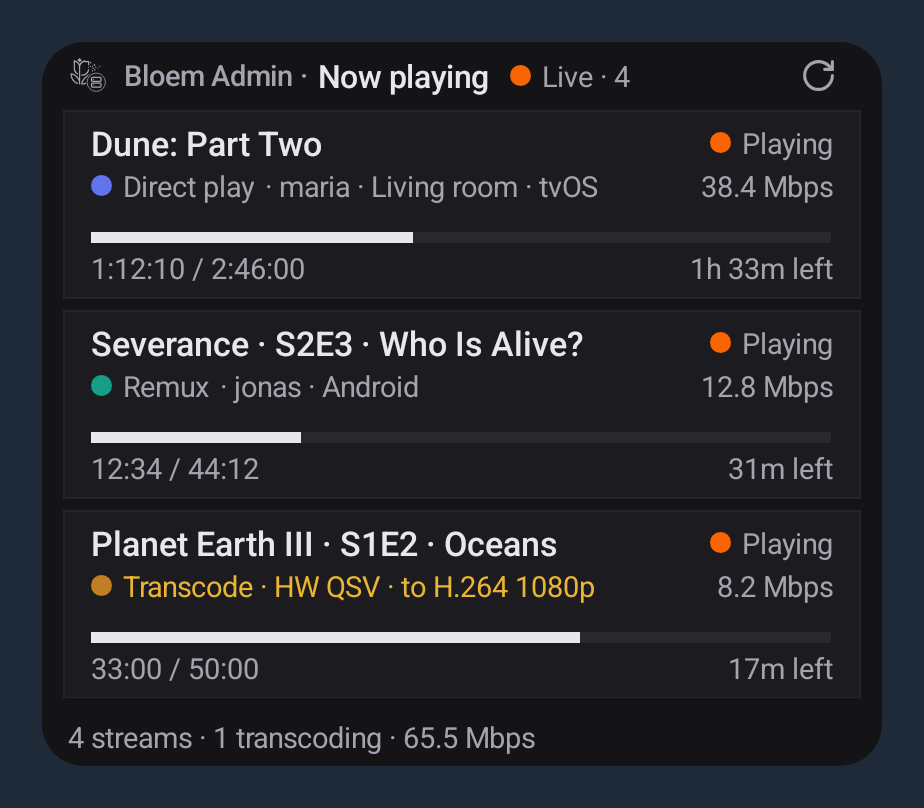 Bloem Admin · Now playing Live · 4
Dune: Part Two Playing
Direct play · maria · Living room · tvOS 38.4 Mbps
1:12:10 / 2:46:00 1h 33m left
Severance · S2E3 · Who Is Alive? Playing
Remux · jonas · Android 12.8 Mbps
12:34 / 44:12 31m left
Planet Earth III · S1E2 · Oceans Playing
Transcode · HW QSV · to H.264 1080p 8.2 Mbps
33:00 / 50:00 17m left
4 streams · 1 transcoding · 65.5 Mbps